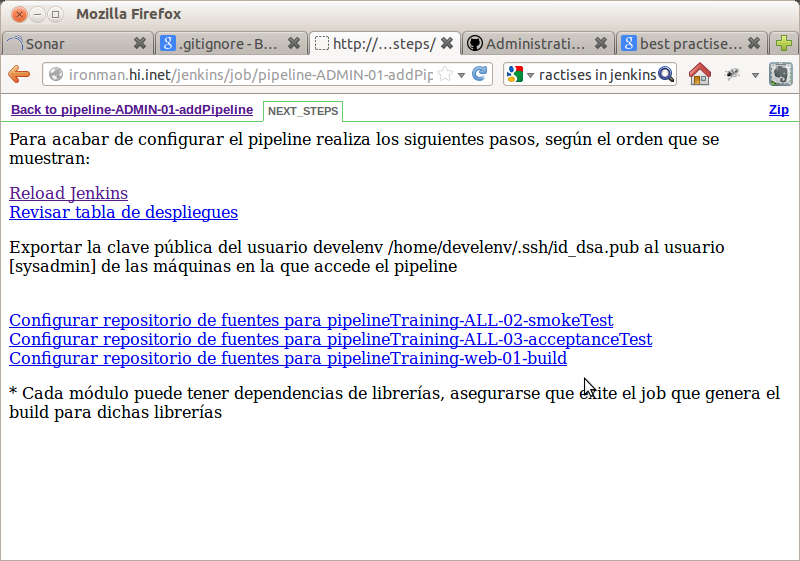 Mozilla Firefox
Sonar
.gitignore - B...
http://...steps/
Administrati...
best practise...
ironman.hi.inet/jenkins/job/pipeline-ADMIN-01-addPip
ractises in jenkins
Back to pipeline-ADMIN-01-addPipeline
NEXT_STEPS
Zip
Para acabar de configurar el pipeline realiza los siguientes pasos, según el orden que se
muestran:
Reload Jenkins
Revisar tabla de despliegues
Exportar la clave pública del usuario develenv /home/develenv/.ssh/id_dsa.pub al usuario
[sysadmin] de las máquinas en la que accede el pipeline
Configurar repositorio de fuentes para pipelineTraining-ALL-02-smokeTest
Configurar repositorio de fuentes para pipelineTraining-ALL-03-acceptanceTest
Configurar repositorio de fuentes para pipelineTraining-web-01-build
* Cada módulo puede tener dependencias de librerías, asegurarse que exite el job que genera el
build para dichas librerías